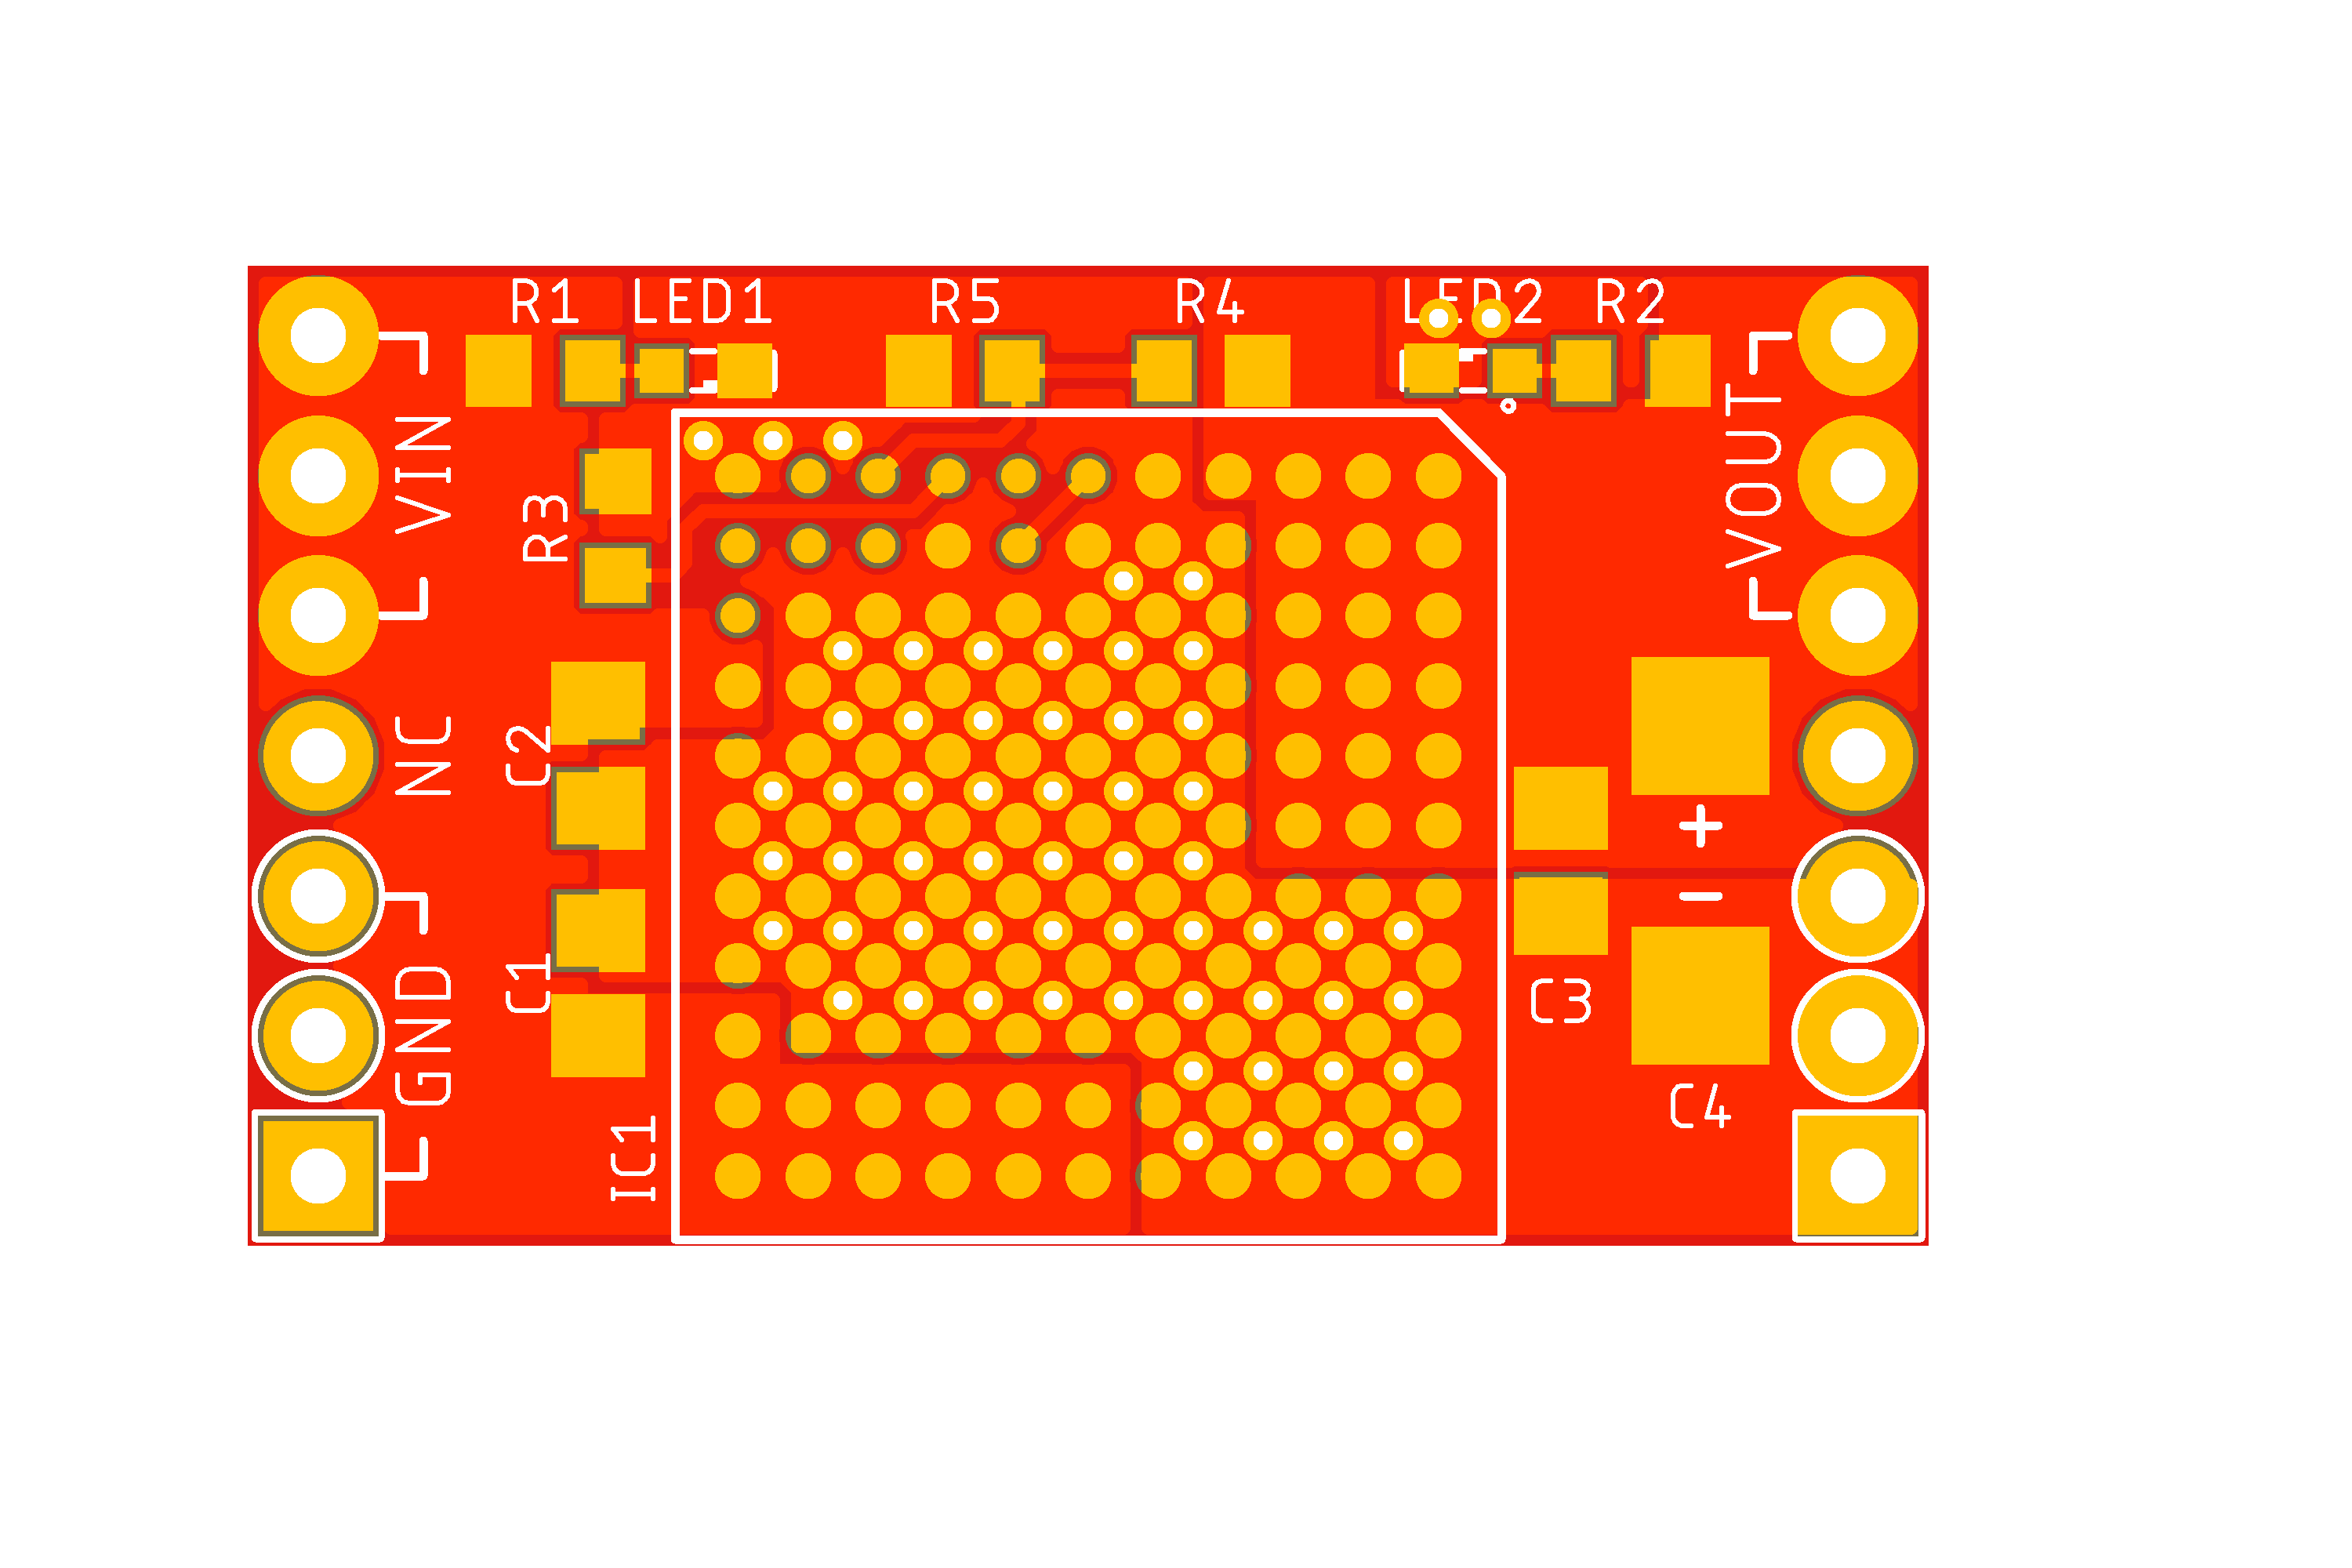 R1 LED1 R5 R4 LED2 R2
VIN
R3
VOUT
NC
C2
+
-
C1
GND
C3
C4
IC1